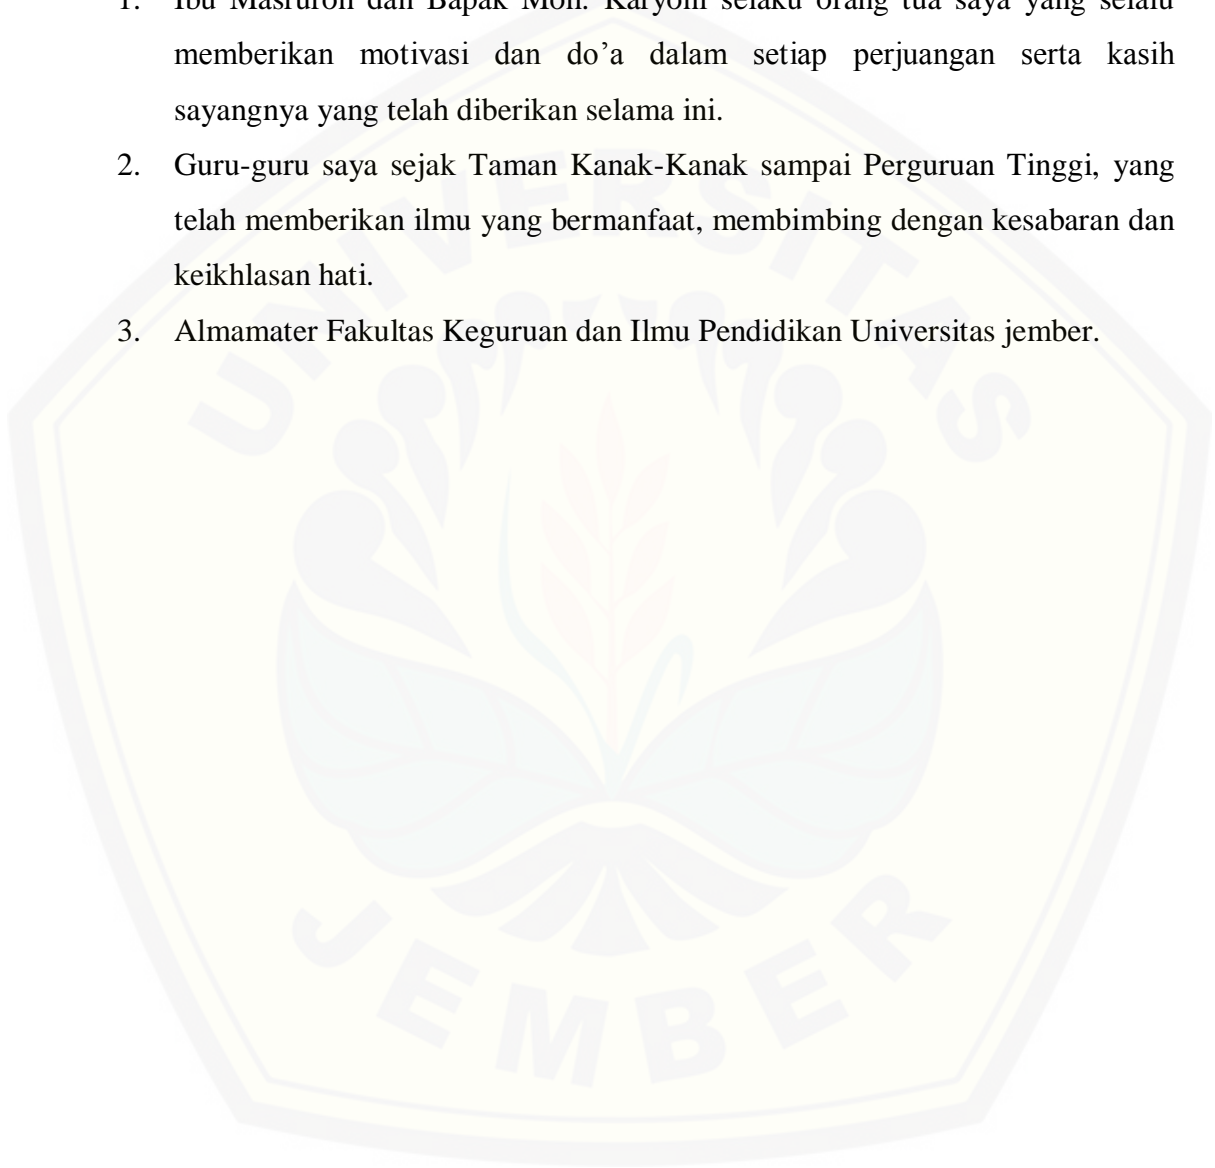 1. Ibu Masruroh dan Bapak Moh. Karyoni selaku orang tua saya yang selalu
memberikan motivasi dan do’a dalam setiap perjuangan serta kasih
sayangnya yang telah diberikan selama ini.
2. Guru-guru saya sejak Taman Kanak-Kanak sampai Perguruan Tinggi, yang
telah memberikan ilmu yang bermanfaat, membimbing dengan kesabaran dan
keikhlasan hati.
3. Almamater Fakultas Keguruan dan Ilmu Pendidikan Universitas jember.
UNIVERSITAS
JEMBER